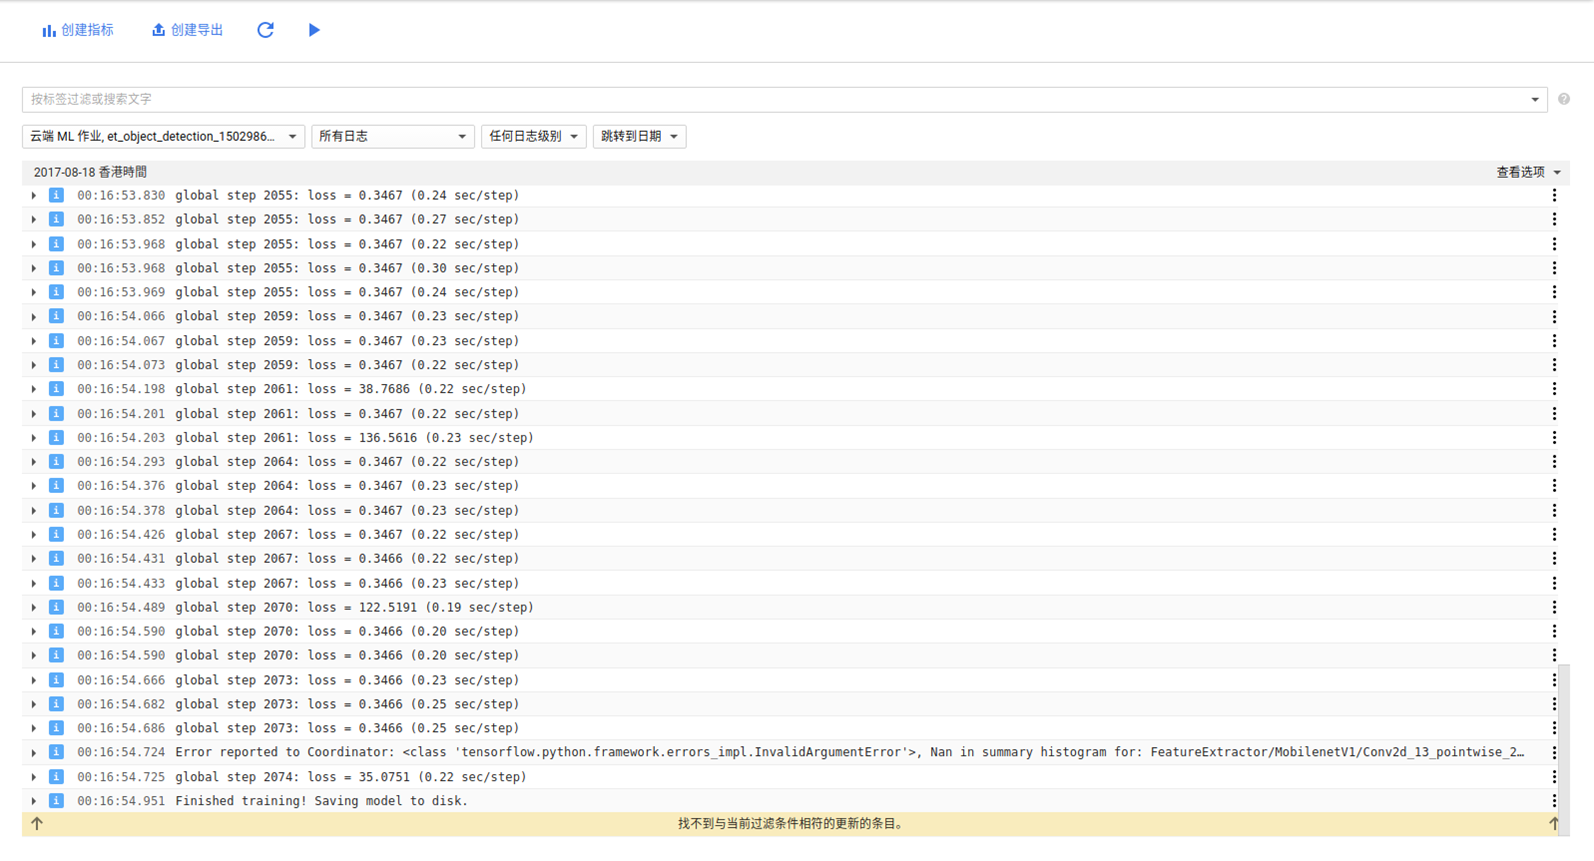 创建指标 创建导出
按标签过滤或搜索文字
云端 ML 作业, et_object_detection_1502986... 所有日志 任何日志级别 跳转到日期
2017-08-18 香港時間 查看选项
00:16:53.830 global step 2055: loss = 0.3467 (0.24 sec/step)
00:16:53.852 global step 2055: loss = 0.3467 (0.27 sec/step)
00:16:53.968 global step 2055: loss = 0.3467 (0.22 sec/step)
00:16:53.968 global step 2055: loss = 0.3467 (0.30 sec/step)
00:16:53.969 global step 2055: loss = 0.3467 (0.24 sec/step)
00:16:54.066 global step 2059: loss = 0.3467 (0.23 sec/step)
00:16:54.067 global step 2059: loss = 0.3467 (0.23 sec/step)
00:16:54.073 global step 2059: loss = 0.3467 (0.22 sec/step)
00:16:54.198 global step 2061: loss = 38.7686 (0.22 sec/step)
00:16:54.201 global step 2061: loss = 0.3467 (0.22 sec/step)
00:16:54.203 global step 2061: loss = 136.5616 (0.23 sec/step)
00:16:54.293 global step 2064: loss = 0.3467 (0.22 sec/step)
00:16:54.376 global step 2064: loss = 0.3467 (0.23 sec/step)
00:16:54.378 global step 2064: loss = 0.3467 (0.23 sec/step)
00:16:54.426 global step 2067: loss = 0.3467 (0.22 sec/step)
00:16:54.431 global step 2067: loss = 0.3466 (0.22 sec/step)
00:16:54.433 global step 2067: loss = 0.3466 (0.23 sec/step)
00:16:54.489 global step 2070: loss = 122.5191 (0.19 sec/step)
00:16:54.590 global step 2070: loss = 0.3466 (0.20 sec/step)
00:16:54.590 global step 2070: loss = 0.3466 (0.20 sec/step)
00:16:54.666 global step 2073: loss = 0.3466 (0.23 sec/step)
00:16:54.682 global step 2073: loss = 0.3466 (0.25 sec/step)
00:16:54.686 global step 2073: loss = 0.3466 (0.25 sec/step)
00:16:54.724 Error reported to Coordinator: <class 'tensorflow.python.framework.errors_impl.InvalidArgumentError'>, Nan in summary histogram for: FeatureExtractor/MobilenetV1/Conv2d_13_pointwise_2…
00:16:54.725 global step 2074: loss = 35.0751 (0.22 sec/step)
00:16:54.951 Finished training! Saving model to disk.
找不到与当前过滤条件相符的更新的条目。